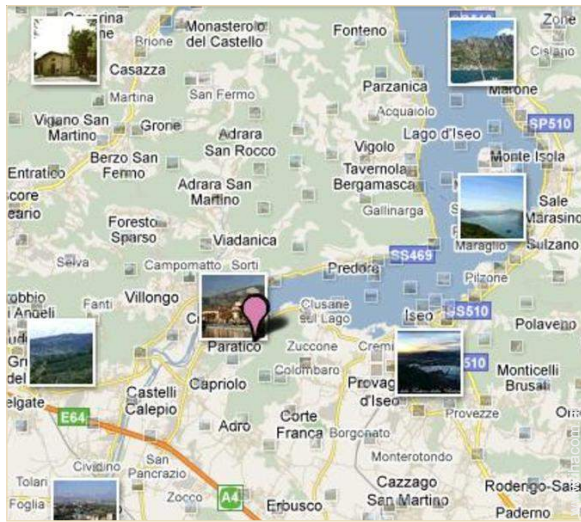 Monasterolo
del Castello
Fonteno
Zone
Brione
Cislano
Casazza
Martina
San Fermo
Parzanica
Marone
Acquaiolo
Vigano San
Martino
Grone
Adrara
San Rocco
Vigolo
Lago d'Iseo
SP510
Entratico
Berzo San
Fermo
Tavernola
Bergamasca
Monte Isola
Adrara San
Martino
Gallinarga
Sale
Marasino
Foresto
Sparso
Viadanica
SS469
Maraglio
Sulzano
Selva
Campomatto
Sorti
Predore
Pilzone
Villongo
Fanti
Clusane
sul Lago
Iseo
SS510
Polaveno
Paratico
Zuccone
Colombaro
510
Monticelli
Brusati
Capriolo
Provag
d'Iseo
Castelli
Calepio
E64
Adro
Corte
Franca
Borgonato
Provezze
Monterotondo
Cividino
San
Pancrazio
Tolari
Foglia
Zocco
A4
Erbusco
Cazzago
San Martino
Rodengo-Saia
Paderno